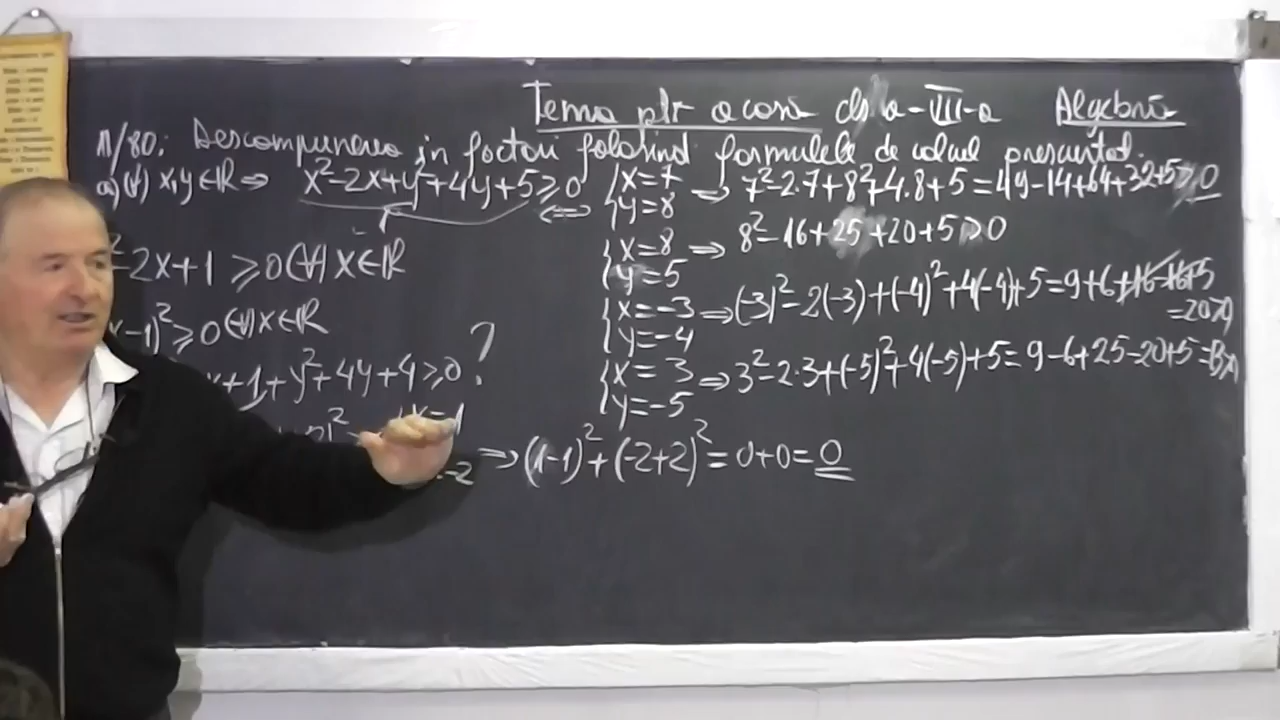 Tema ptr acasă cls a-VIII-a Algebră
11/80: Descompunerea în factori folosind formulele de calcul prescurtat.
a) (∀) x,y∈ℝ ⇒ x²-2x+y²+4y+5≥0
⇔
-2x+1≥0 (∀) x∈ℝ
x-1)²≥0 (∀) x∈ℝ
x+1+y²+4y+4≥0 ?
{x=7
{y=8 ⇒ 7²-2·7+8²+4·8+5=49-14+64+32+5≥0
{x=8
{y=5 ⇒ 8²-16+25+20+5≥0
{x=-3
{y=-4 ⇒ (-3)²-2(-3)+(-4)²+4(-4)+5=9+6+16-16+5
=20≥0
{x=3
{y=-5 ⇒ 3²-2·3+(-5)²+4(-5)+5=9-6+25-20+5=13≥0
-2 ⇒ (1-1)²+(-2+2)²=0+0=0